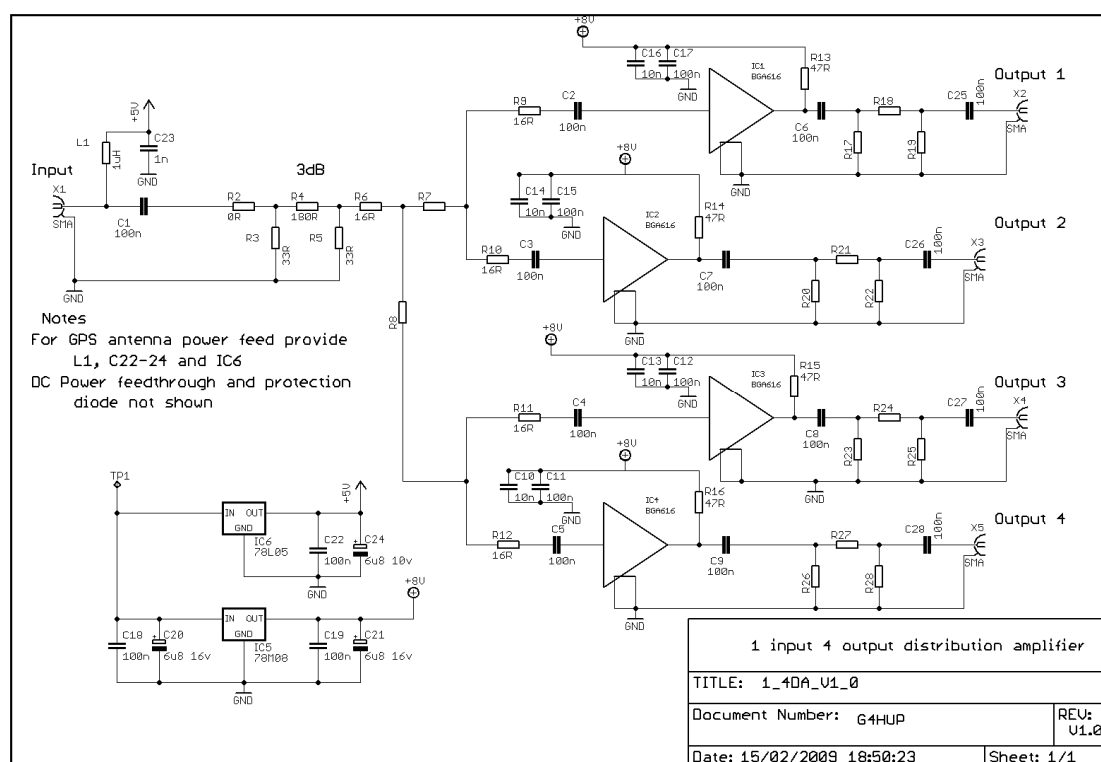 +8V
C16
10n
C17
100n
GND
R13
47R
IC1
BGA616
Output 1
R9
16R
C2
100n
C6
100n
R17
R18
R19
C25
100n
X2
SMA
GND
+5V
L1
1uH
C23
1n
GND
Input
X1
SMA
C1
100n
GND
R2
0R
R3
33R
3dB
R4
180R
R5
33R
R6
16R
R7
R8
+8V
C14
10n
C15
100n
GND
R14
47R
IC2
BGA616
Output 2
R10
16R
C3
100n
C7
100n
R20
R21
R22
C26
100n
X3
SMA
GND
Notes
For GPS antenna power feed provide
L1, C22-24 and IC6
DC Power feedthrough and protection
diode not shown
+8V
C13
10n
C12
100n
GND
R15
47R
IC3
BGA616
Output 3
R11
16R
C4
100n
C8
100n
R23
R24
R25
C27
100n
X4
SMA
GND
+8V
C10
10n
C11
100n
GND
R16
47R
IC4
BGA616
Output 4
R12
16R
C5
100n
C9
100n
R26
R27
R28
C28
100n
X5
SMA
GND
TP1
IN OUT
GND
IC6
78L05
C22
100n
C24
6u8 10v
+5V
GND
C18
100n
C20
6u8 16v
IN OUT
GND
IC5
78M08
C19
100n
C21
6u8 16v
+8V
GND
1 input 4 output distribution amplifier
TITLE: 1_4DA_V1_0
Document Number: G4HUP
REV:
V1.0
Date: 15/02/2009 18:50:23
Sheet: 1/1